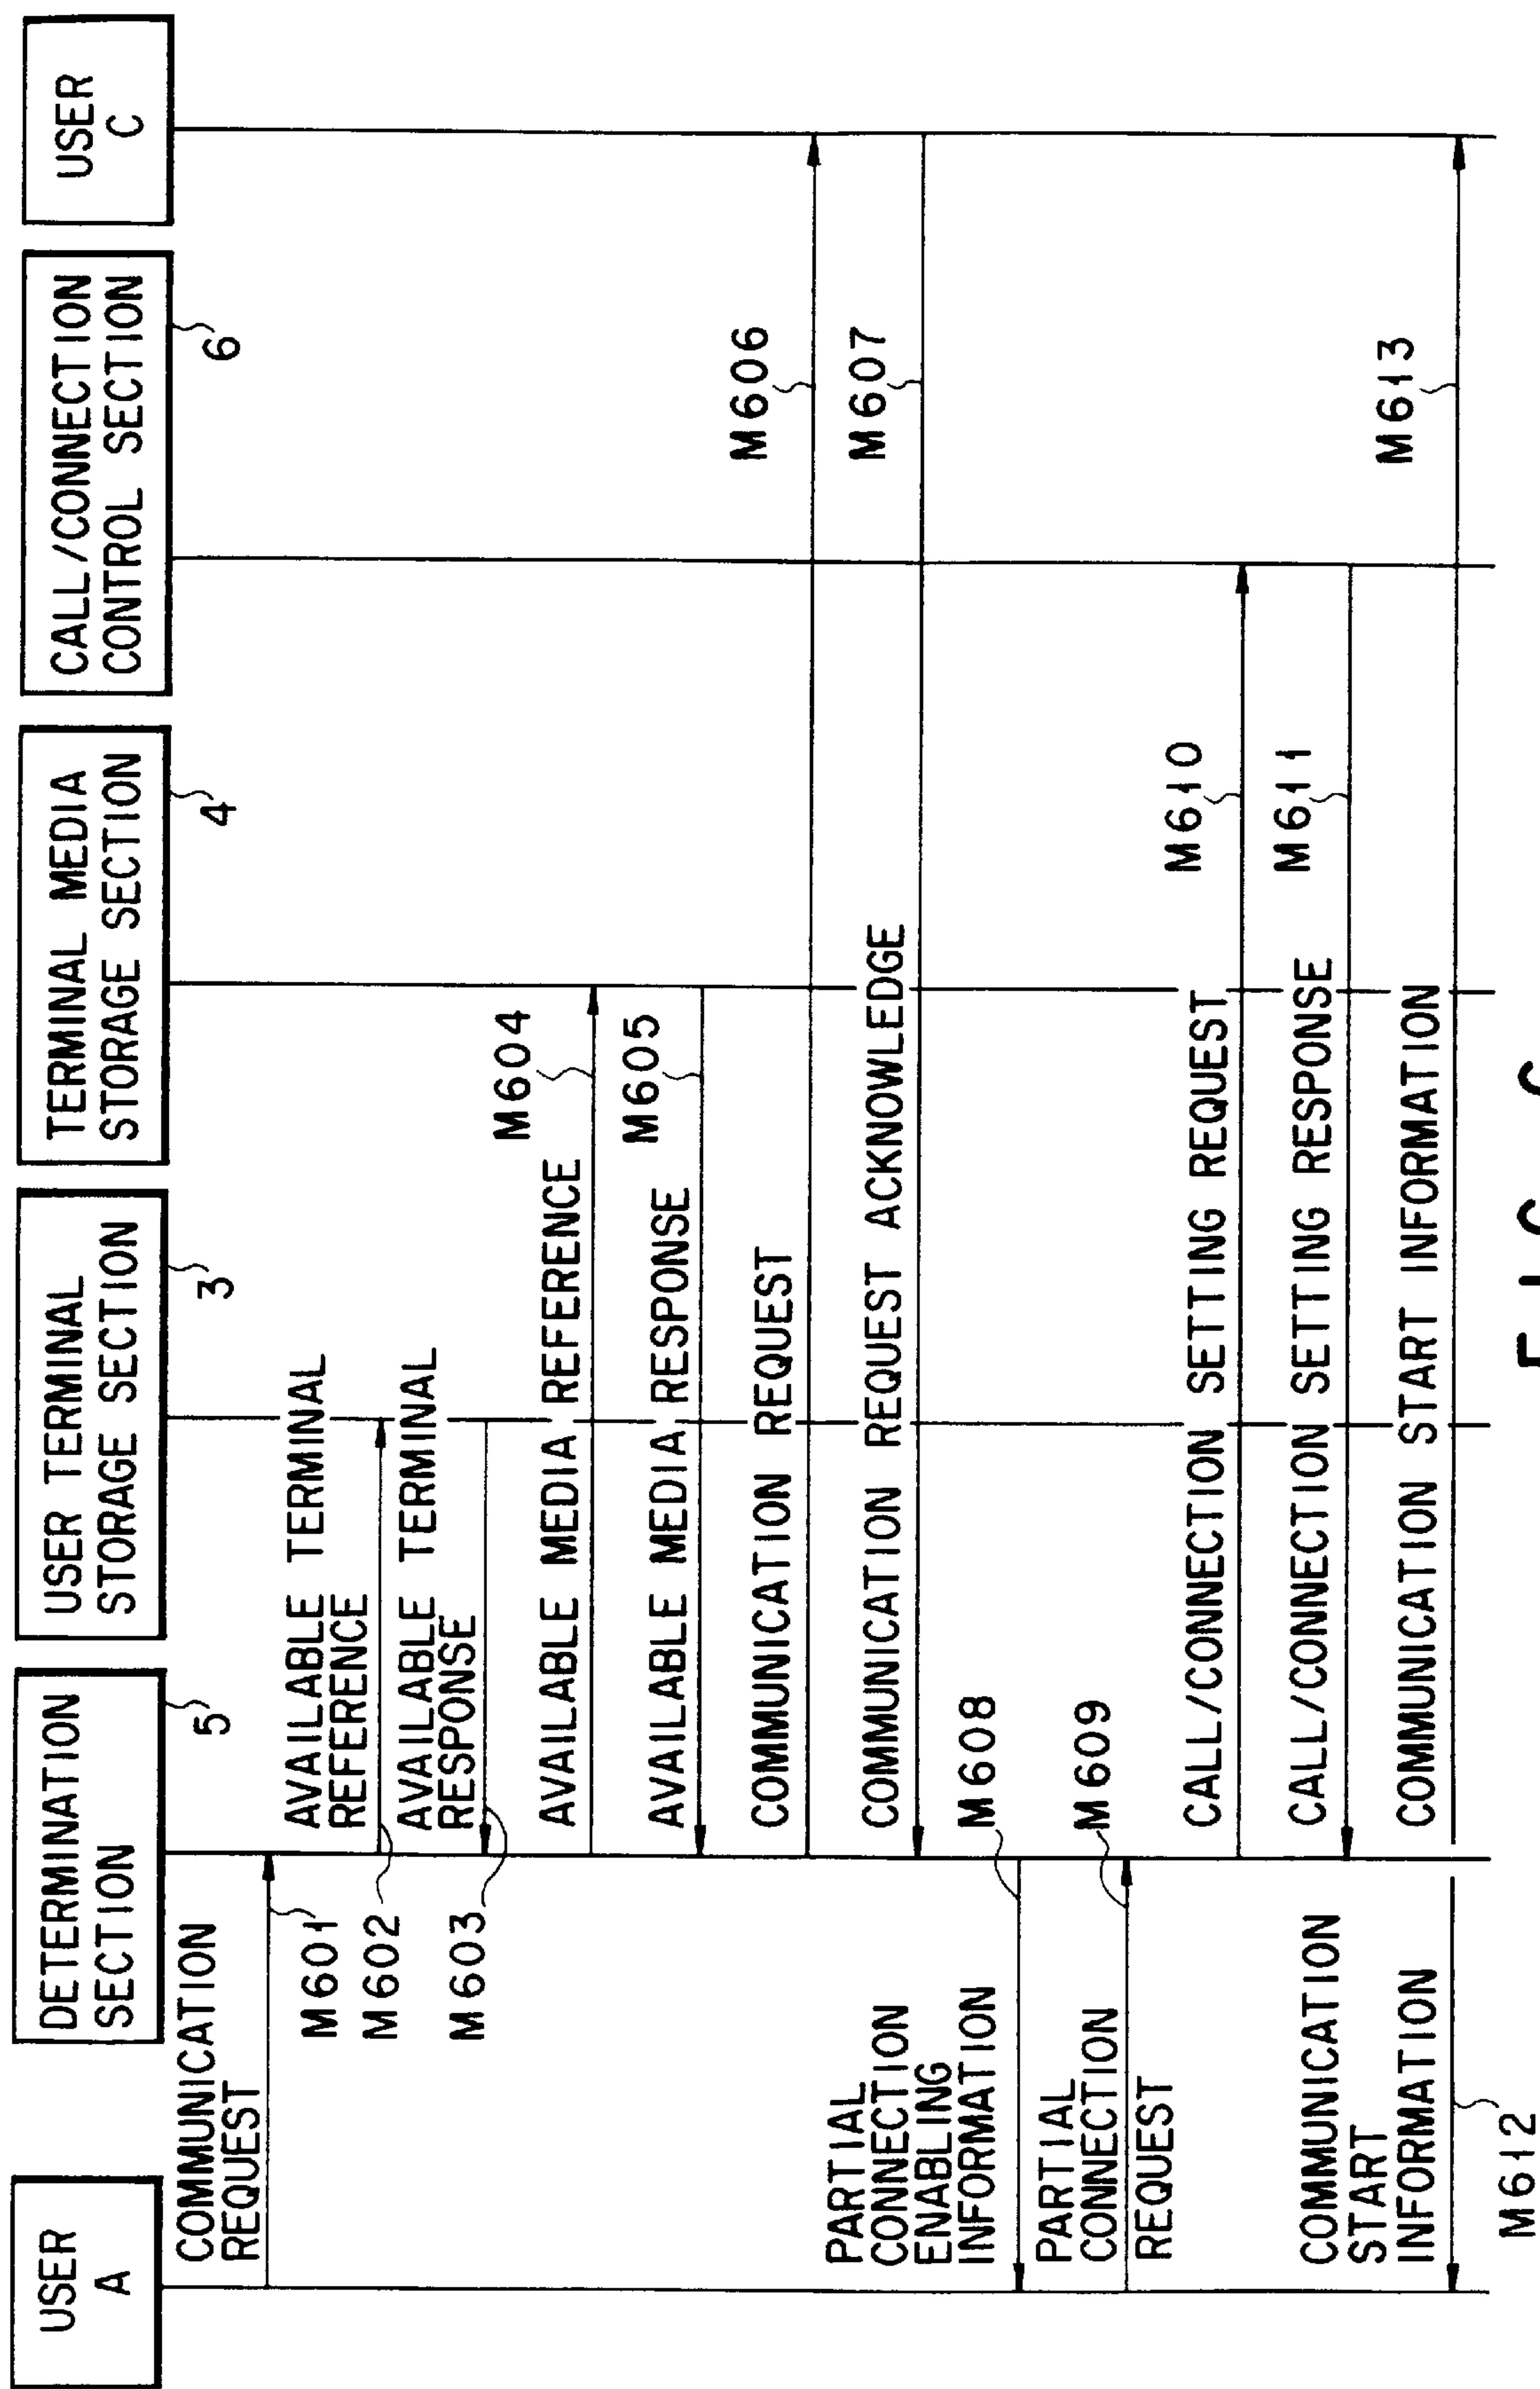 USER
A
DETERMINATION
SECTION
5
USER TERMINAL
STORAGE SECTION
3
TERMINAL MEDIA
STORAGE SECTION
4
CALL/CONNECTION
CONTROL SECTION
6
USER
C
COMMUNICATION
REQUEST
M601
AVAILABLE TERMINAL
REFERENCE
M602
AVAILABLE TERMINAL
RESPONSE
M603
AVAILABLE MEDIA REFERENCE
M604
AVAILABLE MEDIA RESPONSE
M605
COMMUNICATION REQUEST
M606
COMMUNICATION REQUEST ACKNOWLEDGE
M607
PARTIAL
CONNECTION
ENABLING
INFORMATION
M608
PARTIAL
CONNECTION
REQUEST
M609
CALL/CONNECTION SETTING REQUEST
M610
CALL/CONNECTION SETTING RESPONSE
M611
COMMUNICATION
START
INFORMATION
M612
COMMUNICATION START INFORMATION
M613